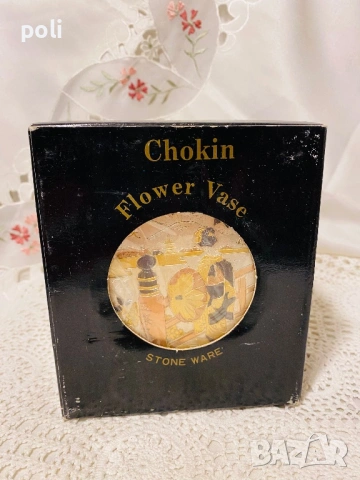 poli
Chokin
Flower Vase
STONE WARE
BAZAR